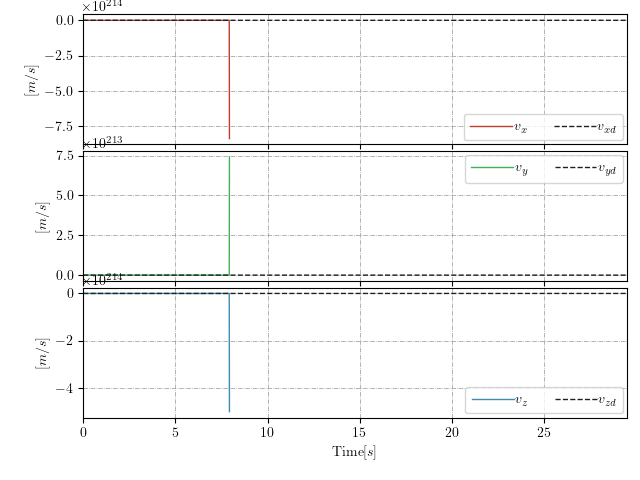 ×10^214
0.0
−2.5
−5.0
−7.5
[m/s]
v_x v_xd
×10^213
7.5
5.0
2.5
0.0
[m/s]
v_y v_yd
×10^214
0
−2
−4
[m/s]
v_z v_zd
0 5 10 15 20 25
Time[s]